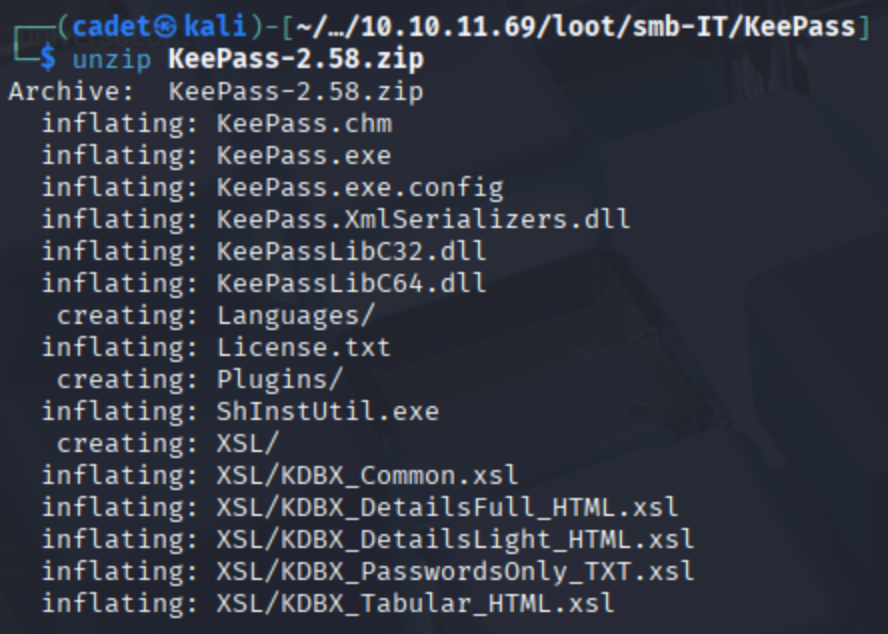 ┌──(cadet㉿kali)-[~/…/10.10.11.69/loot/smb-IT/KeePass]
└─$ unzip KeePass-2.58.zip
Archive:  KeePass-2.58.zip
  inflating: KeePass.chm
  inflating: KeePass.exe
  inflating: KeePass.exe.config
  inflating: KeePass.XmlSerializers.dll
  inflating: KeePassLibC32.dll
  inflating: KeePassLibC64.dll
   creating: Languages/
  inflating: License.txt
   creating: Plugins/
  inflating: ShInstUtil.exe
   creating: XSL/
  inflating: XSL/KDBX_Common.xsl
  inflating: XSL/KDBX_DetailsFull_HTML.xsl
  inflating: XSL/KDBX_DetailsLight_HTML.xsl
  inflating: XSL/KDBX_PasswordsOnly_TXT.xsl
  inflating: XSL/KDBX_Tabular_HTML.xsl